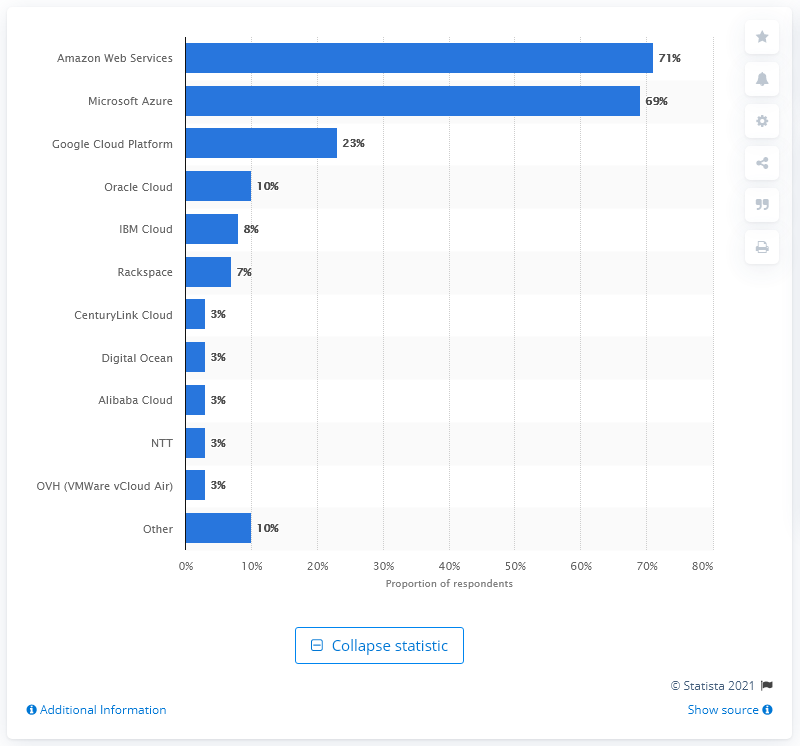 Amazon Web Services 71%
Microsoft Azure 69%
Google Cloud Platform 23%
Oracle Cloud 10%
IBM Cloud 8%
Rackspace 7%
CenturyLink Cloud 3%
Digital Ocean 3%
Alibaba Cloud 3%
NTT 3%
OVH (VMWare vCloud Air) 3%
Other 10%
0% 10% 20% 30% 40% 50% 60% 70% 80%
Proportion of respondents
Collapse statistic
© Statista 2021
Additional Information Show source